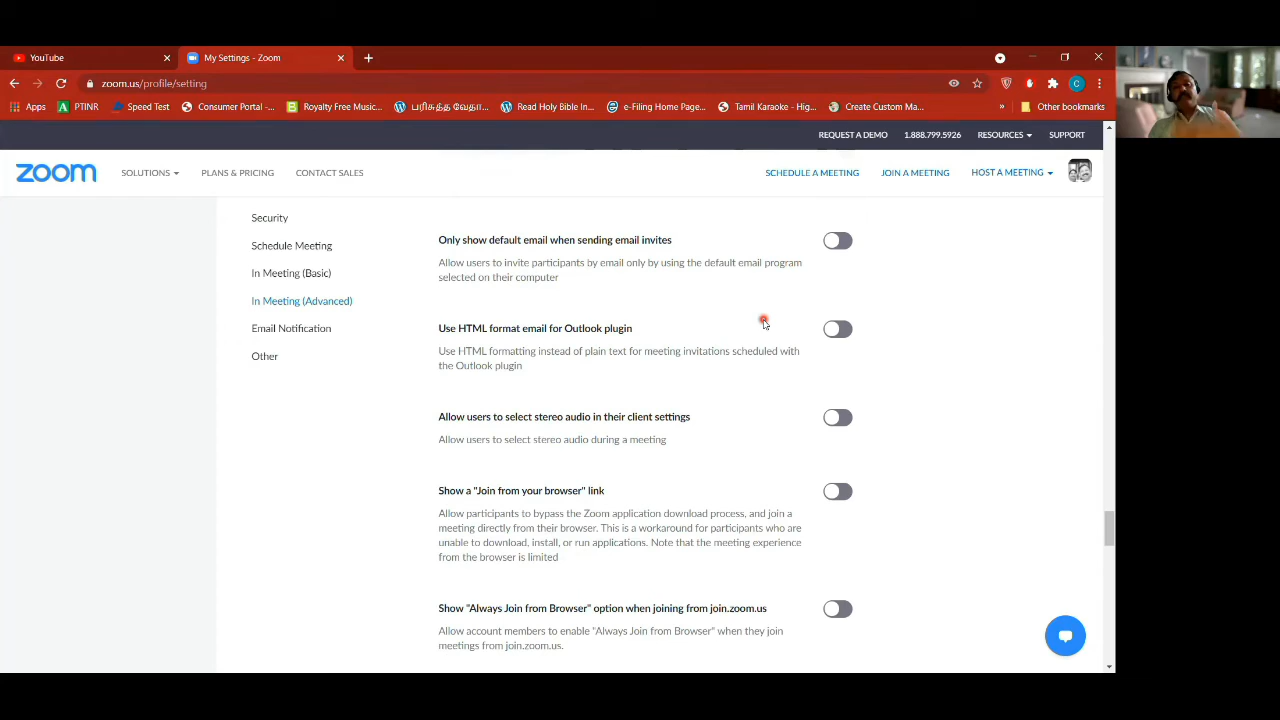 YouTube
My Settings - Zoom
zoom.us/profile/setting
Apps
PTINR
Speed Test
Consumer Portal -...
Royalty Free Music...
பரிசுத்த வேதா...
Read Holy Bible In...
e-Filing Home Page...
Tamil Karaoke - Hig...
Create Custom Ma...
»
Other bookmarks
REQUEST A DEMO
1.888.799.5926
RESOURCES
SUPPORT
zoom
SOLUTIONS
PLANS & PRICING
CONTACT SALES
SCHEDULE A MEETING
JOIN A MEETING
HOST A MEETING
Security
Schedule Meeting
In Meeting (Basic)
In Meeting (Advanced)
Email Notification
Other
Only show default email when sending email invites
Allow users to invite participants by email only by using the default email program
selected on their computer
Use HTML format email for Outlook plugin
Use HTML formatting instead of plain text for meeting invitations scheduled with
the Outlook plugin
Allow users to select stereo audio in their client settings
Allow users to select stereo audio during a meeting
Show a "Join from your browser" link
Allow participants to bypass the Zoom application download process, and join a
meeting directly from their browser. This is a workaround for participants who are
unable to download, install, or run applications. Note that the meeting experience
from the browser is limited
Show "Always Join from Browser" option when joining from join.zoom.us
Allow account members to enable "Always Join from Browser" when they join
meetings from join.zoom.us.